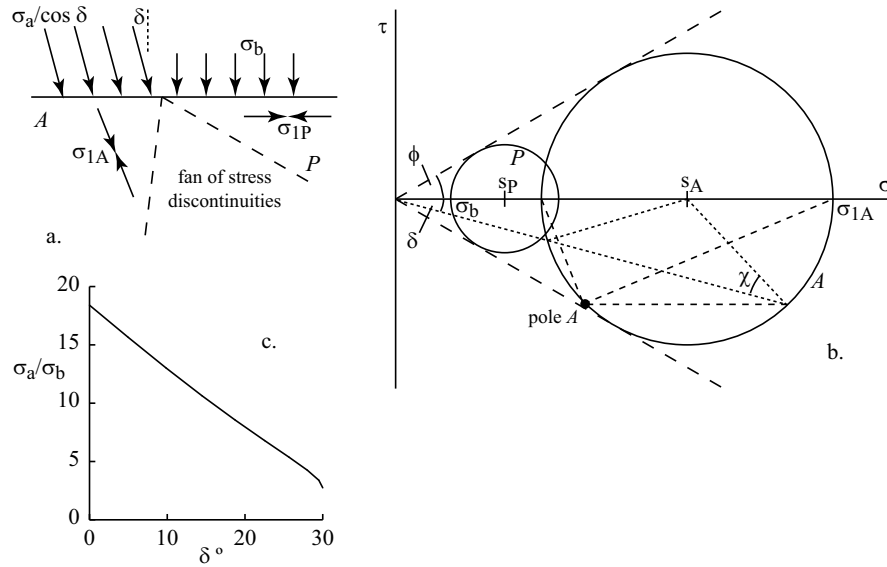 σa/cos δ
δ
σb
A
σ1A
σ1P
P
fan of stress
discontinuities
a.
τ
ϕ
δ
P
sP
σb
sA
σ
σ1A
χ
A
pole A
b.
20
15
10
5
0
σa/σb
c.
0
10
20
30
δ º